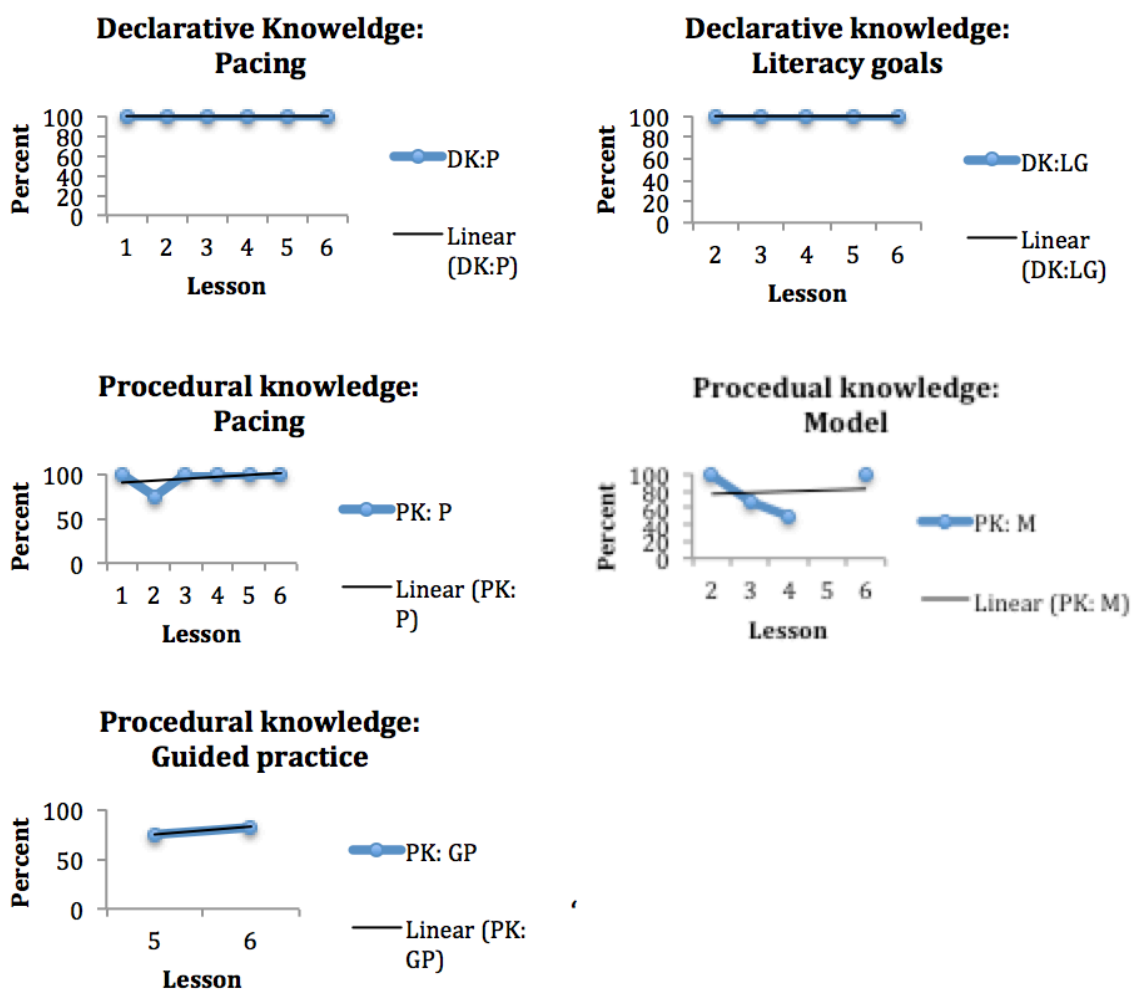 Declarative Knoweldge:
Pacing
100
80
60
40
20
0
Percent
1 2 3 4 5 6
Lesson
DK:P
Linear
(DK:P)
Declarative knowledge:
Literacy goals
100
80
60
40
20
0
Percent
2 3 4 5 6
DK:LG
Linear
(DK:LG)
Lesson
Procedural knowledge:
Pacing
100
50
0
Percent
1 2 3 4 5 6
Lesson
PK: P
Linear (PK:
P)
Procedual knowledge:
Model
100
80
60
40
20
0
Percent
2 3 4 5 6
Lesson
PK: M
Linear (PK: M)
Procedural knowledge:
Guided practice
100
50
0
Percent
5 6
Lesson
PK: GP
Linear (PK:
GP)
‘